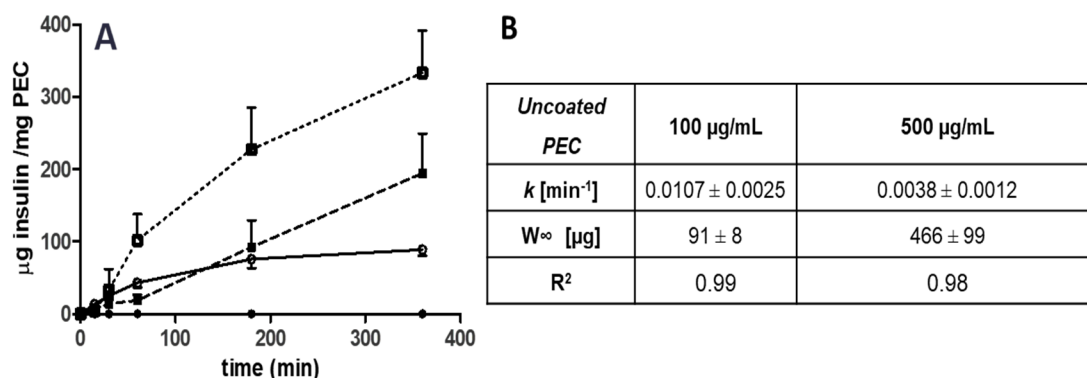 A
400
300
200
100
0
µg insulin /mg PEC
0 100 200 300 400
time (min)
B
Uncoated PEC 100 µg/mL 500 µg/mL
k [min⁻¹] 0.0107 ± 0.0025 0.0038 ± 0.0012
W∞ [µg] 91 ± 8 466 ± 99
R² 0.99 0.98